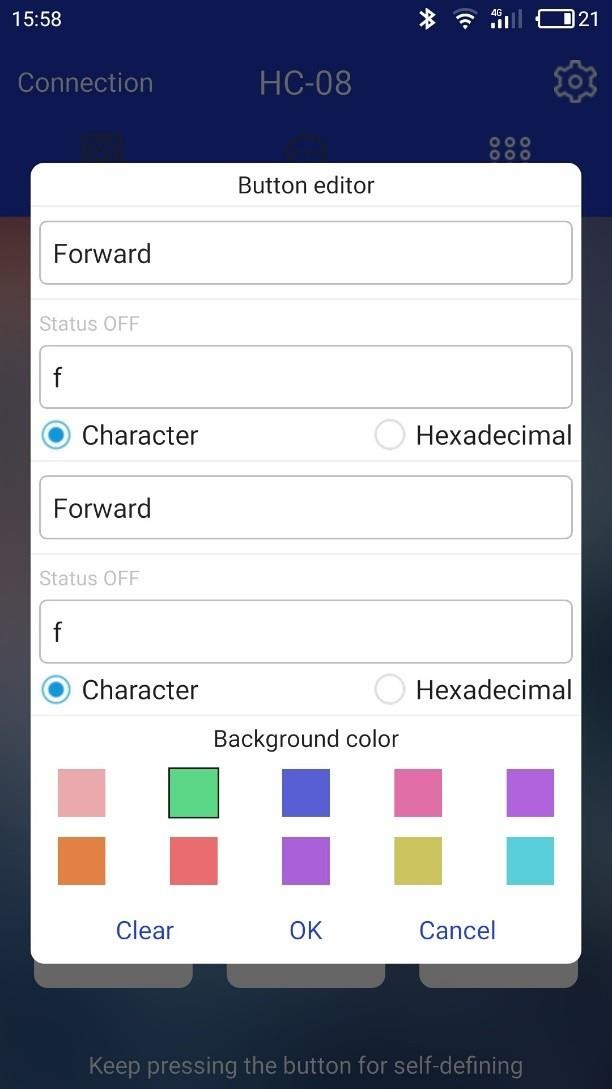 15:58
4G
21
Connection
HC-08
Button editor
Forward
Status OFF
f
Character
Hexadecimal
Forward
Status OFF
f
Character
Hexadecimal
Background color
Clear
OK
Cancel
Keep pressing the button for self-defining